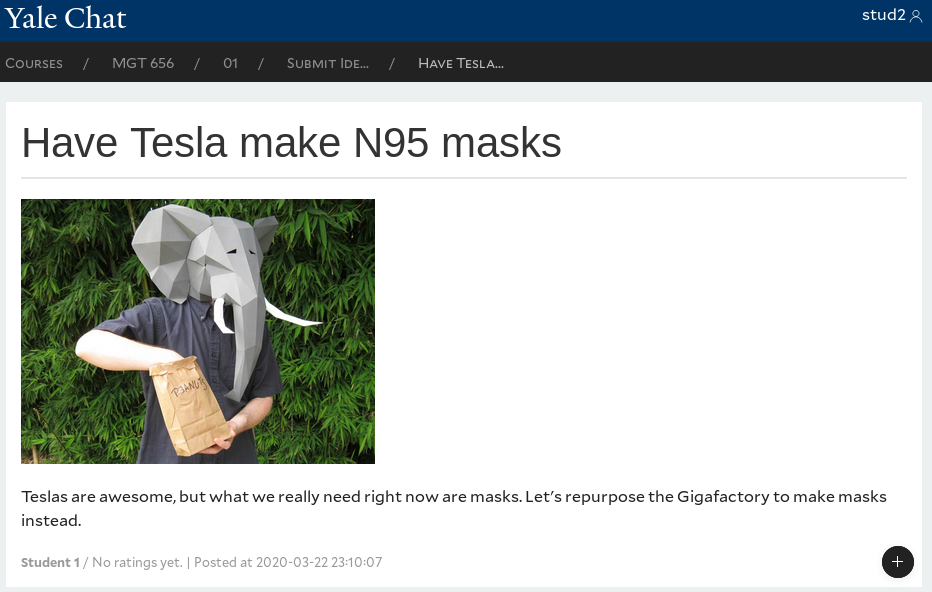 Yale Chat
stud2
Courses / MGT 656 / 01 / Submit Ide... / Have Tesla...
Have Tesla make N95 masks
PEANUTS
Teslas are awesome, but what we really need right now are masks. Let's repurpose the Gigafactory to make masks
instead.
Student 1 / No ratings yet. | Posted at 2020-03-22 23:10:07